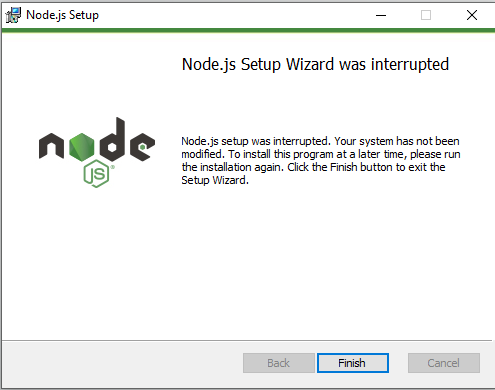 Node.js Setup
Node.js Setup Wizard was interrupted
node
JS
Node.js setup was interrupted. Your system has not been
modified. To install this program at a later time, please run
the installation again. Click the Finish button to exit the
Setup Wizard.
Back
Finish
Cancel